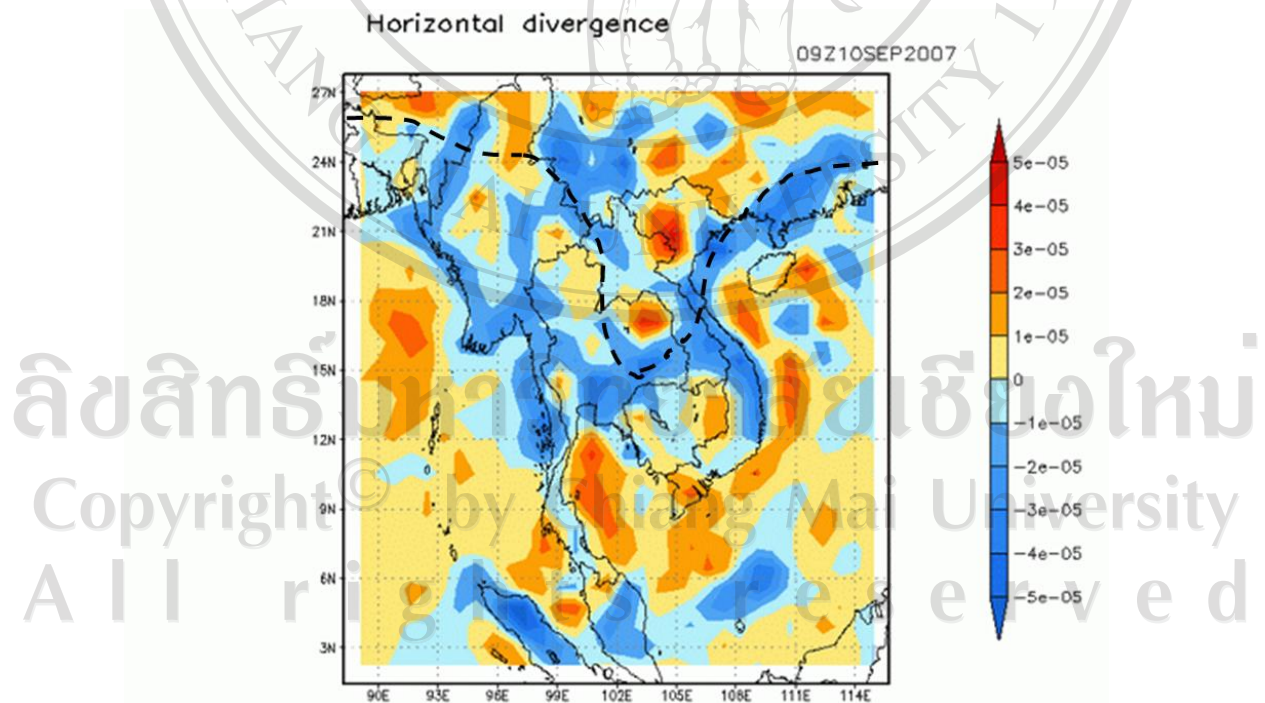 Horizontal divergence
09Z10SEP2007
27N
24N
21N
18N
15N
12N
9N
6N
3N
90E 93E 96E 99E 102E 105E 108E 111E 114E
5e-05
4e-05
3e-05
2e-05
1e-05
0
-1e-05
-2e-05
-3e-05
-4e-05
-5e-05
ลิขสิทธิ์มหาวิทยาลัยเชียงใหม่
Copyright© by Chiang Mai University
All rights reserved